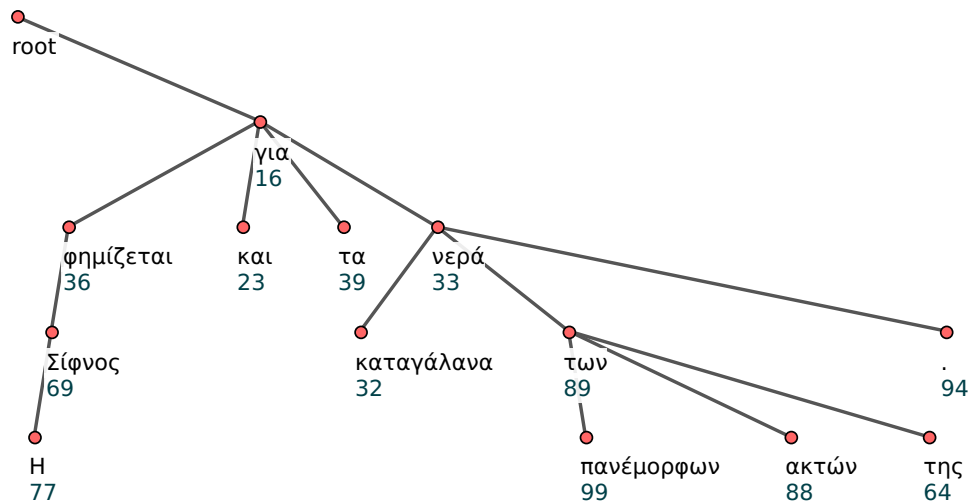 root
για
16
φημίζεται και τα νερά
36 23 39 33
Σίφνος καταγάλανα των .
69 32 89 94
Η πανέμορφων ακτών της
77 99 88 64